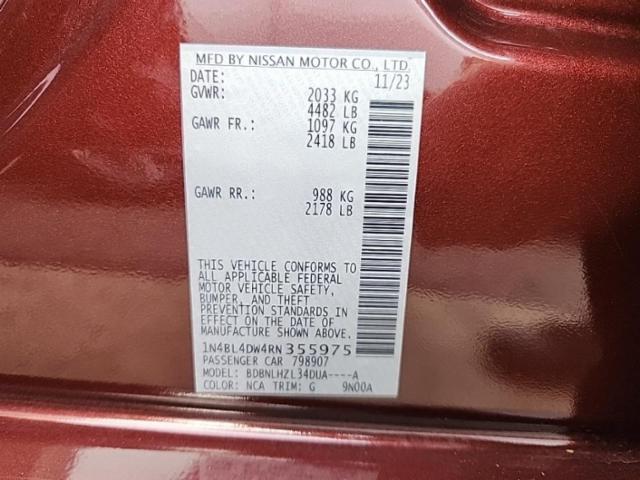 MFD BY NISSAN MOTOR CO., LTD.
DATE: 11/23
GVWR: 2033 KG
4482 LB
GAWR FR.: 1097 KG
2418 LB
GAWR RR.: 988 KG
2178 LB
THIS VEHICLE CONFORMS TO
ALL APPLICABLE FEDERAL
MOTOR VEHICLE SAFETY,
BUMPER, AND THEFT
PREVENTION STANDARDS IN
EFFECT ON THE DATE OF
MANUFACTURE SHOWN ABOVE.
1N4BL4DW4RN355975
PASSENGER CAR 798907
MODEL: BDBNLHZL34DUA----A
COLOR: NCA TRIM: G 9N00A